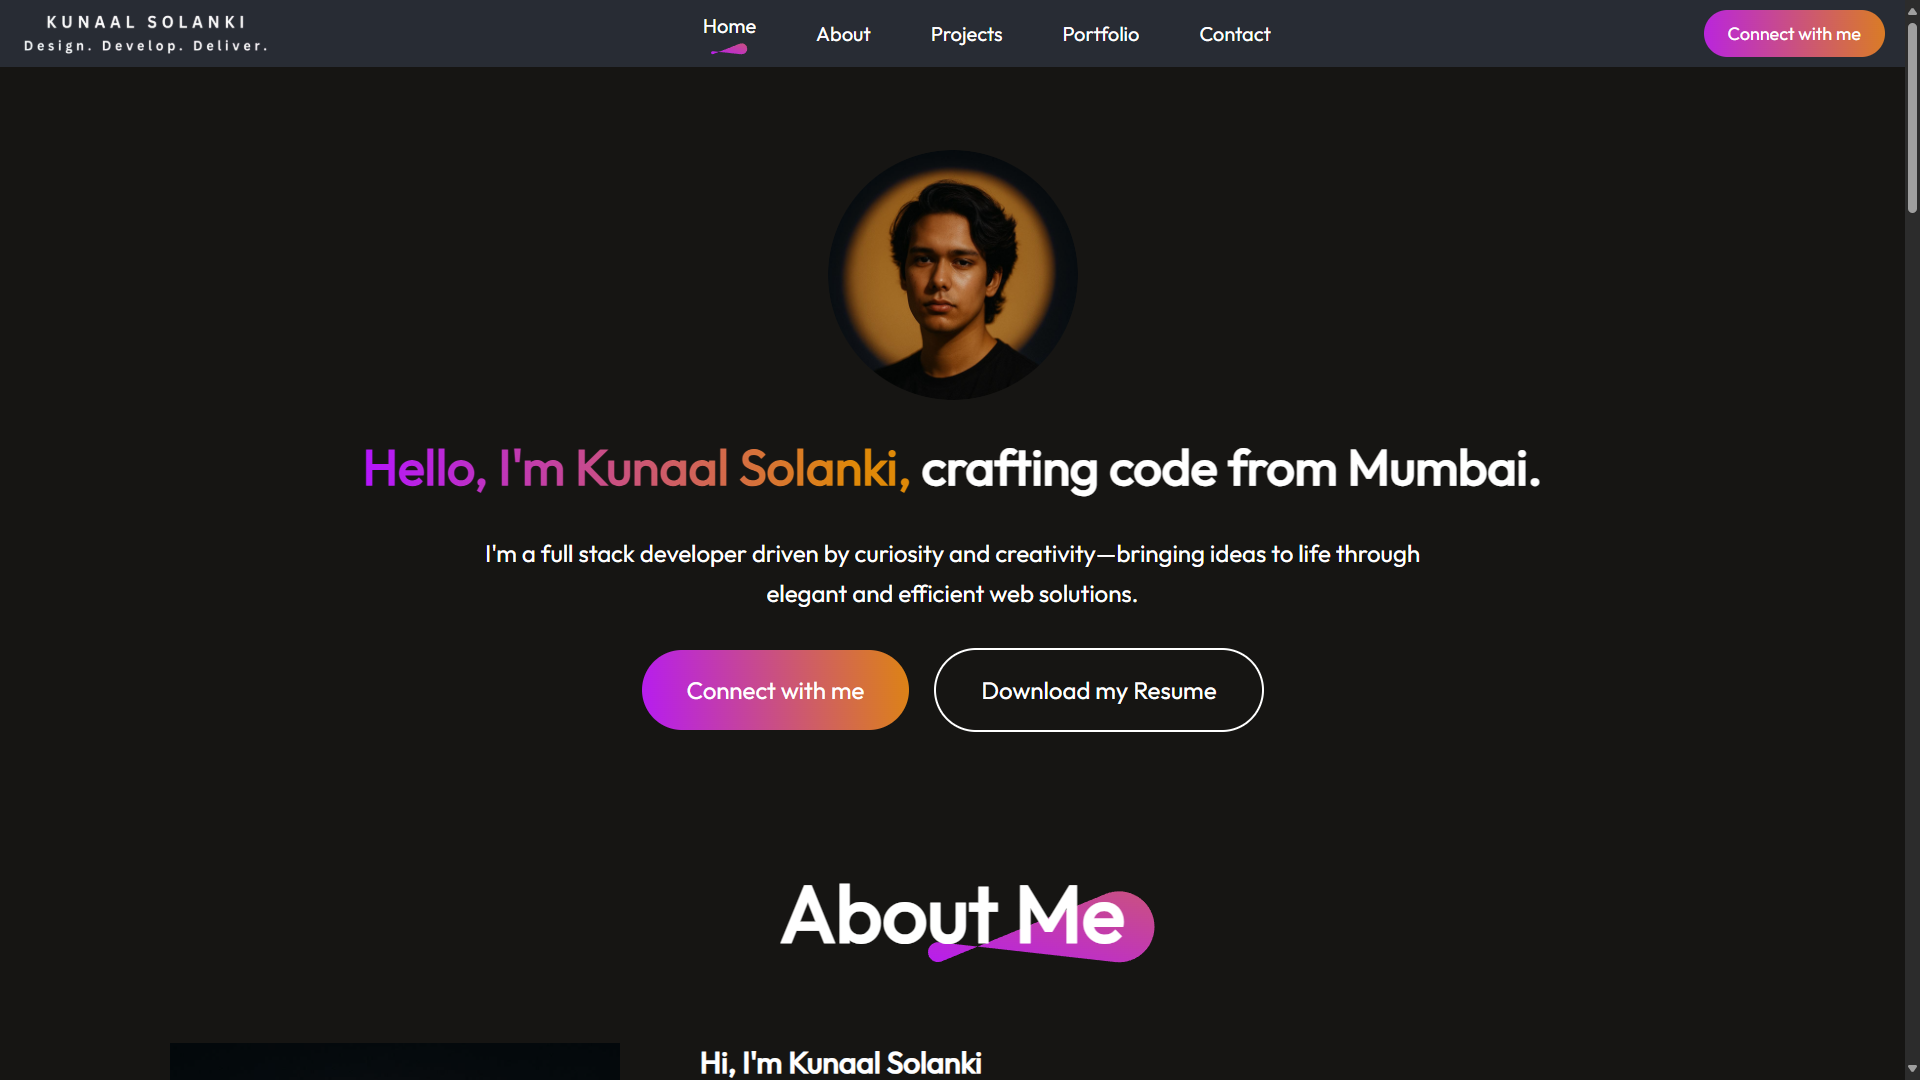 KUNAAL SOLANKI
Design. Develop. Deliver.
Home
About
Projects
Portfolio
Contact
Connect with me
Hello, I'm Kunaal Solanki, crafting code from Mumbai.
I'm a full stack developer driven by curiosity and creativity—bringing ideas to life through
elegant and efficient web solutions.
Connect with me
Download my Resume
About Me
Hi, I'm Kunaal Solanki